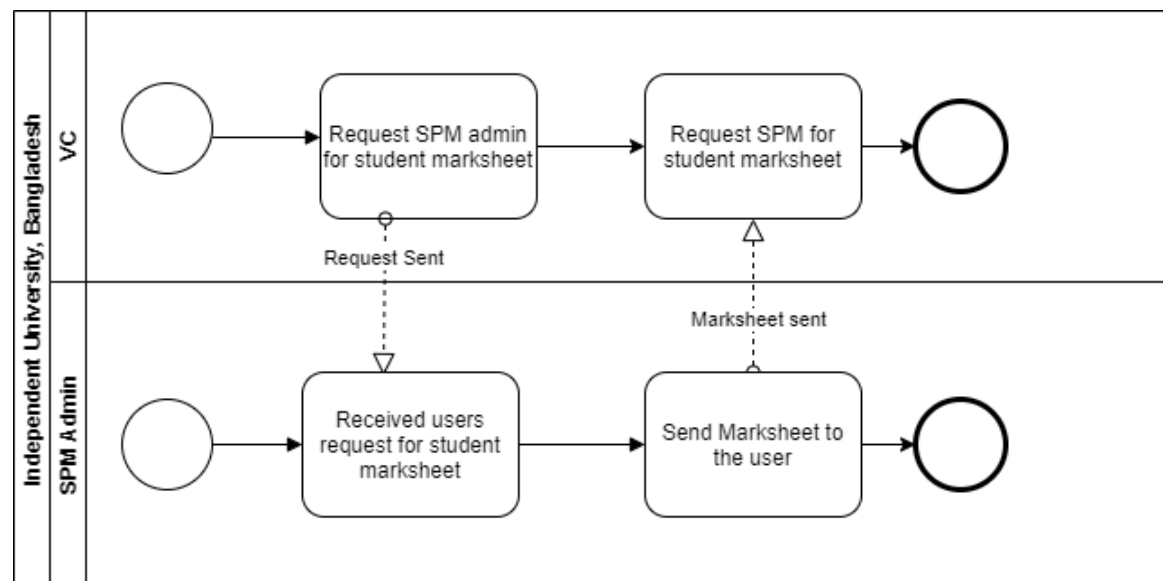 Independent University, Bangladesh
VC
Request SPM admin
for student marksheet
Request SPM for
student marksheet
Request Sent
Marksheet sent
SPM Admin
Received users
request for student
marksheet
Send Marksheet to
the user